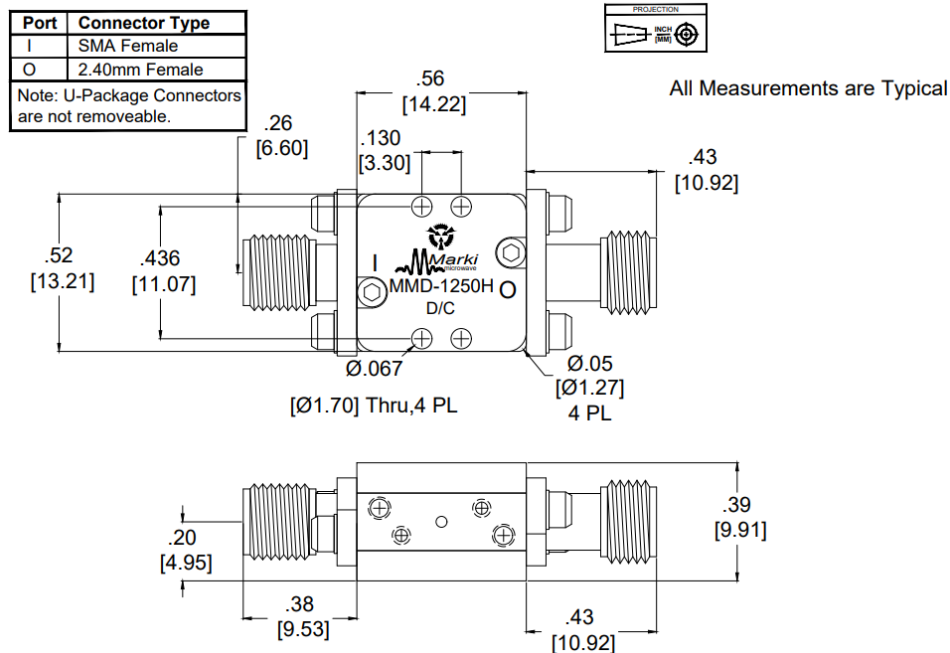 Port Connector Type
I SMA Female
O 2.40mm Female
Note: U-Package Connectors
are not removeable.
PROJECTION
INCH
[MM]
All Measurements are Typical
.56
[14.22]
.26
[6.60]
.130
[3.30]
.43
[10.92]
.52
[13.21]
.436
[11.07]
Marki
microwave
I
MMD-1250H
O
D/C
Ø.067
[Ø1.70] Thru,4 PL
Ø.05
[Ø1.27]
4 PL
.20
[4.95]
.39
[9.91]
.38
[9.53]
.43
[10.92]